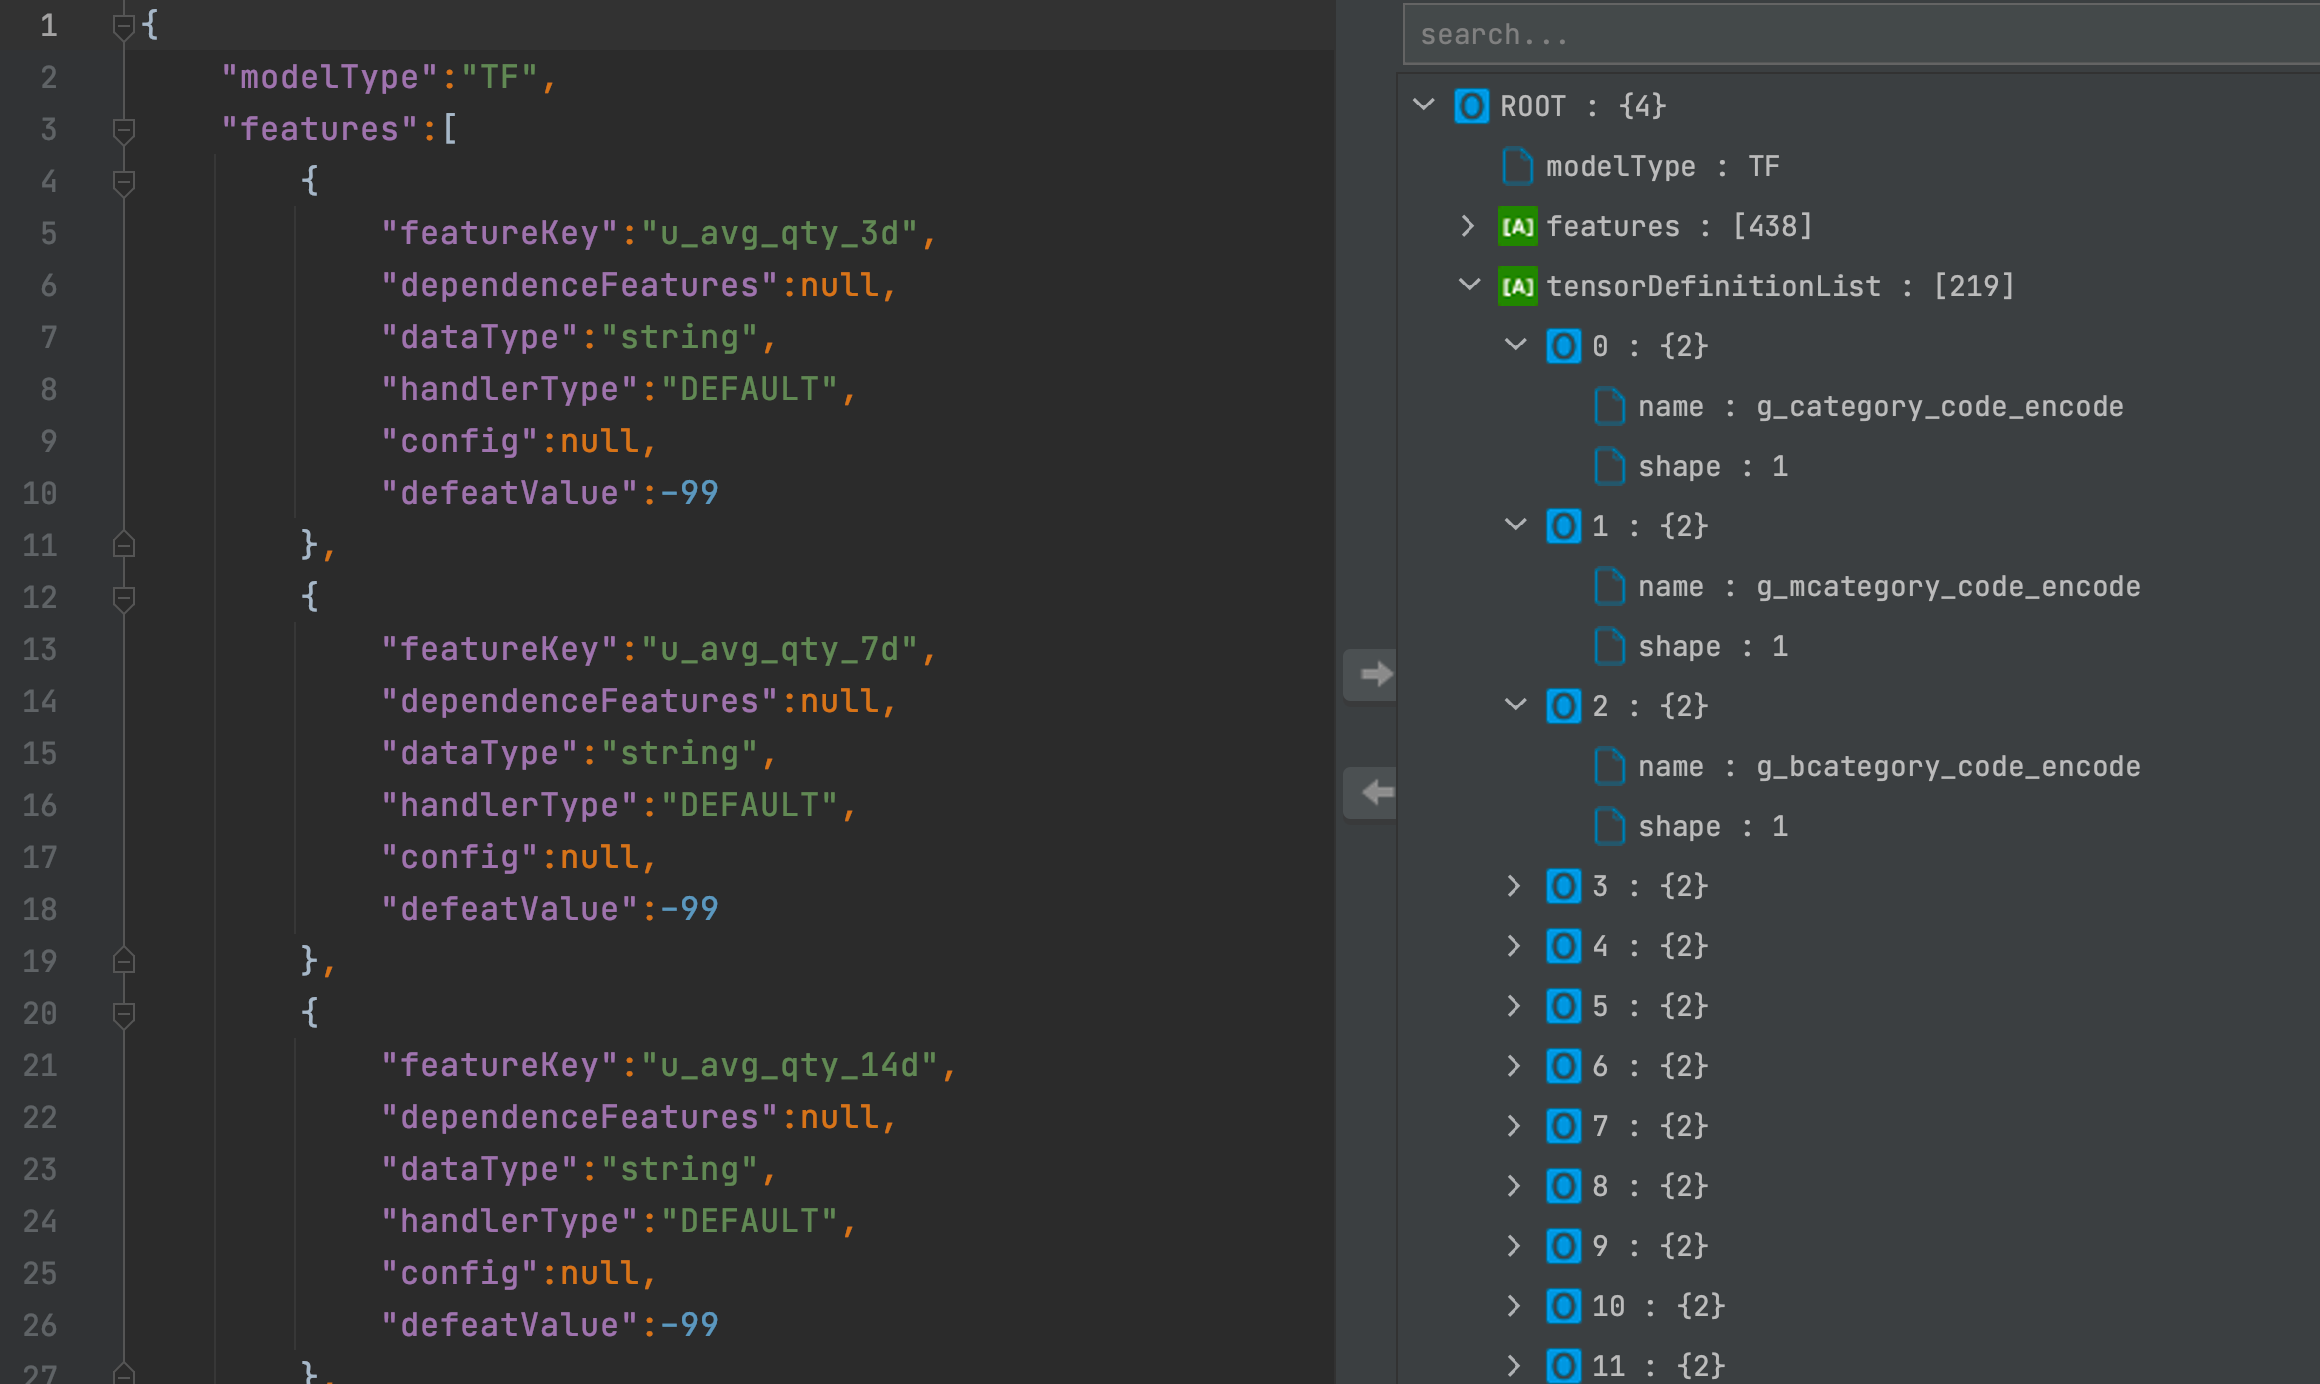 1 {
2 "modelType":"TF",
3 "features":[
4 {
5 "featureKey":"u_avg_qty_3d",
6 "dependenceFeatures":null,
7 "dataType":"string",
8 "handlerType":"DEFAULT",
9 "config":null,
10 "defeatValue":-99
11 },
12 {
13 "featureKey":"u_avg_qty_7d",
14 "dependenceFeatures":null,
15 "dataType":"string",
16 "handlerType":"DEFAULT",
17 "config":null,
18 "defeatValue":-99
19 },
20 {
21 "featureKey":"u_avg_qty_14d",
22 "dependenceFeatures":null,
23 "dataType":"string",
24 "handlerType":"DEFAULT",
25 "config":null,
26 "defeatValue":-99
27 },
search...
O ROOT : {4}
modelType : TF
[A] features : [438]
[A] tensorDefinitionList : [219]
O 0 : {2}
name : g_category_code_encode
shape : 1
O 1 : {2}
name : g_mcategory_code_encode
shape : 1
O 2 : {2}
name : g_bcategory_code_encode
shape : 1
O 3 : {2}
O 4 : {2}
O 5 : {2}
O 6 : {2}
O 7 : {2}
O 8 : {2}
O 9 : {2}
O 10 : {2}
O 11 : {2}